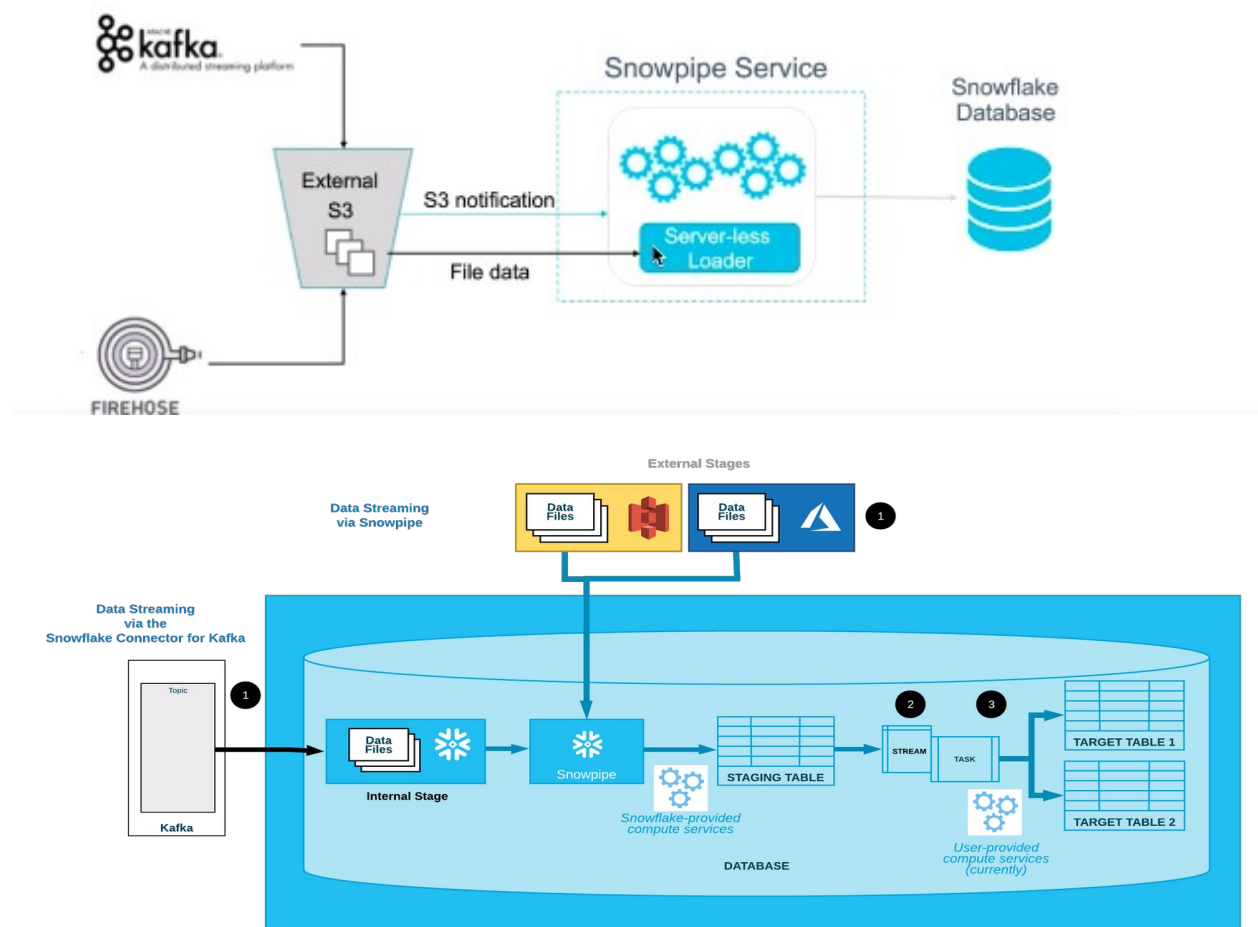 APACHE
kafka.
A distributed streaming platform
Snowpipe Service
Snowflake
Database
External
S3
S3 notification
Server-less
Loader
File data
FIREHOSE
External Stages
Data Streaming
via Snowpipe
Data
Files
Data
Files
1
Data Streaming
via the
Snowflake Connector for Kafka
Topic
1
Kafka
Data
Files
Internal Stage
Snowpipe
Snowflake-provided
compute services
STAGING TABLE
2
STREAM
3
TASK
User-provided
compute services
(currently)
TARGET TABLE 1
TARGET TABLE 2
DATABASE